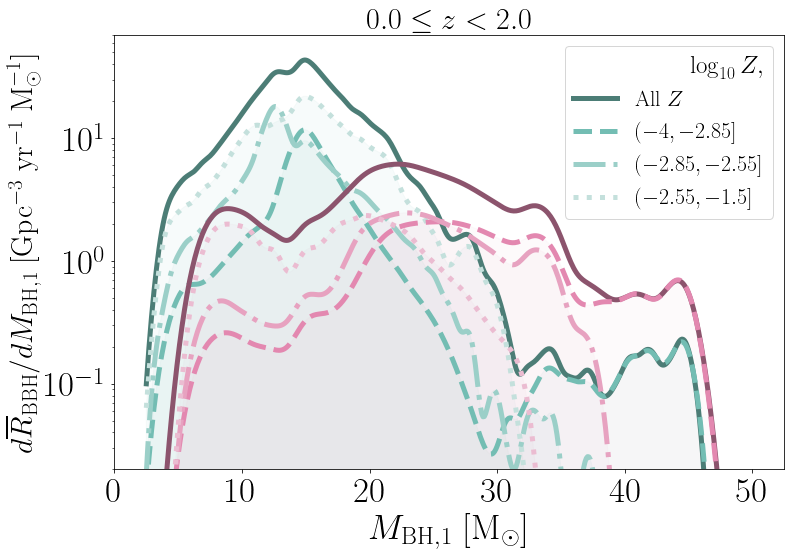 0.0 ≤ z < 2.0
dR̅_BBH/dM_BH,1 [Gpc⁻³ yr⁻¹ M_⊙⁻¹]
10¹
10⁰
10⁻¹
log₁₀ Z,
All Z
(−4, −2.85]
(−2.85, −2.55]
(−2.55, −1.5]
0 10 20 30 40 50
M_BH,1 [M_⊙]